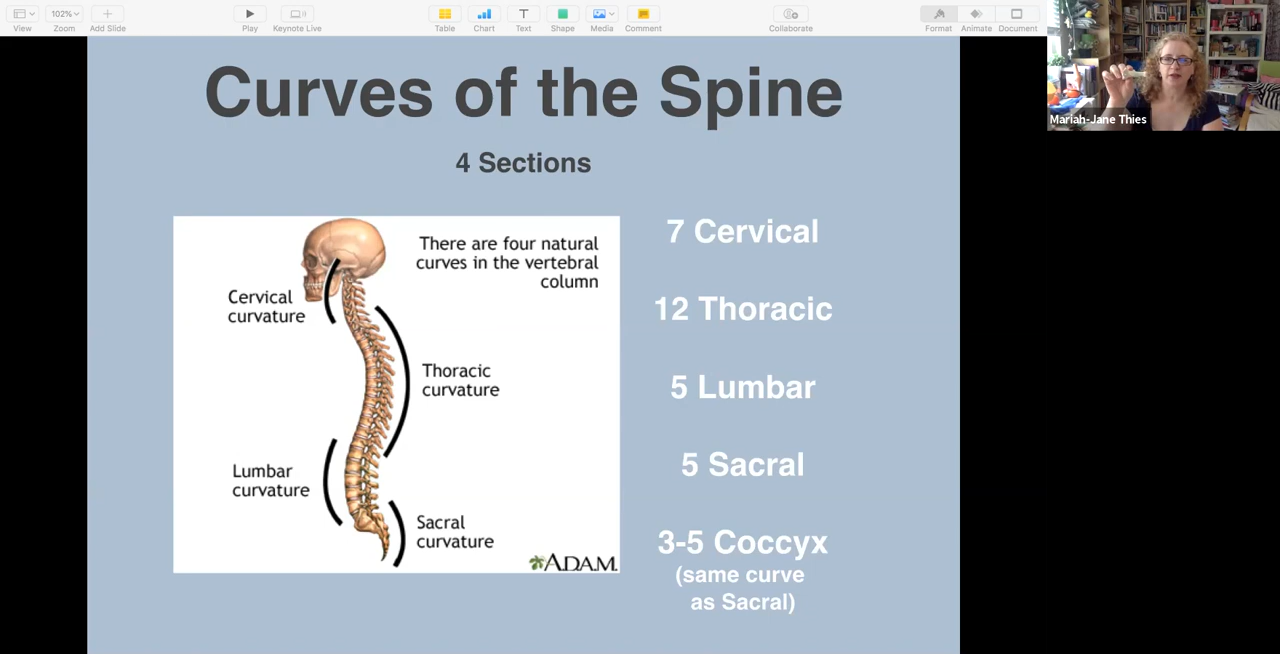 View
102%
Zoom
Add Slide
Play
Keynote Live
Table
Chart
Text
Shape
Media
Comment
Collaborate
Format
Animate
Document
Mariah-Jane Thies
Curves of the Spine
4 Sections
There are four natural
curves in the vertebral
column
Cervical
curvature
Thoracic
curvature
Lumbar
curvature
Sacral
curvature
A.D.A.M.
7 Cervical
12 Thoracic
5 Lumbar
5 Sacral
3-5 Coccyx
(same curve
as Sacral)